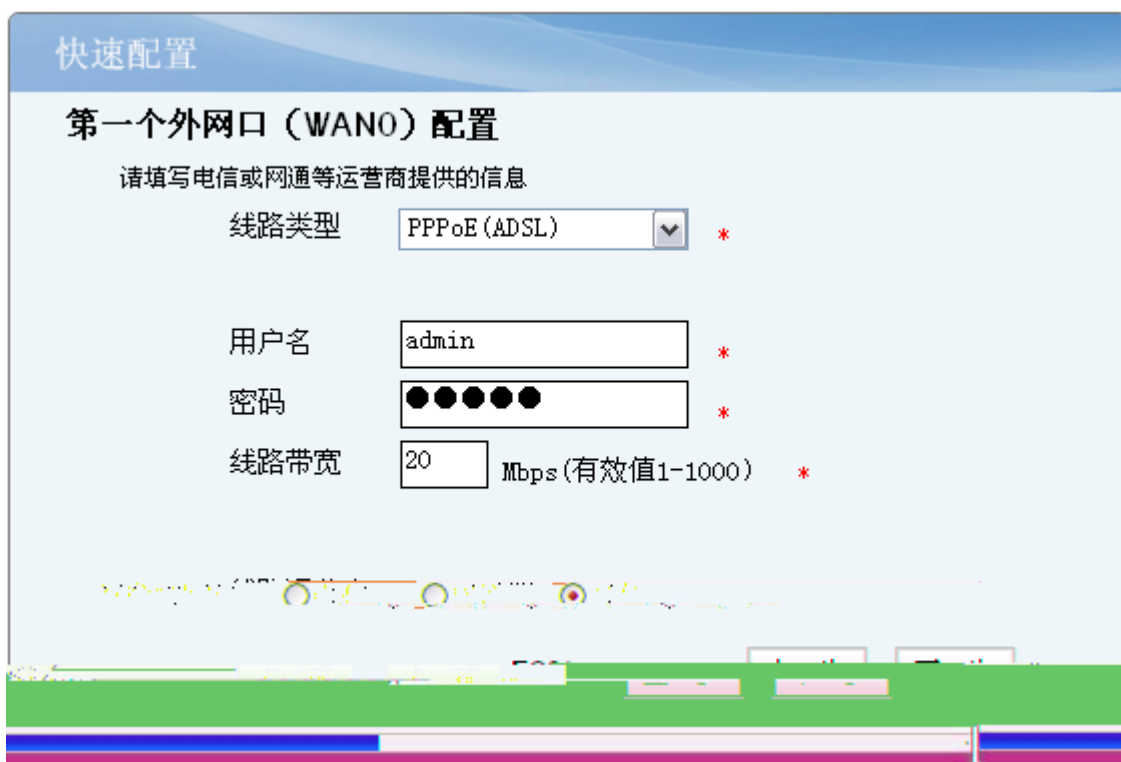 快速配置
第一个外网口（WAN0）配置
请填写电信或网通等运营商提供的信息
线路类型 PPPoE(ADSL) *
用户名 admin *
密码 ●●●●● *
线路带宽 20 Mbps(有效值1-1000) *